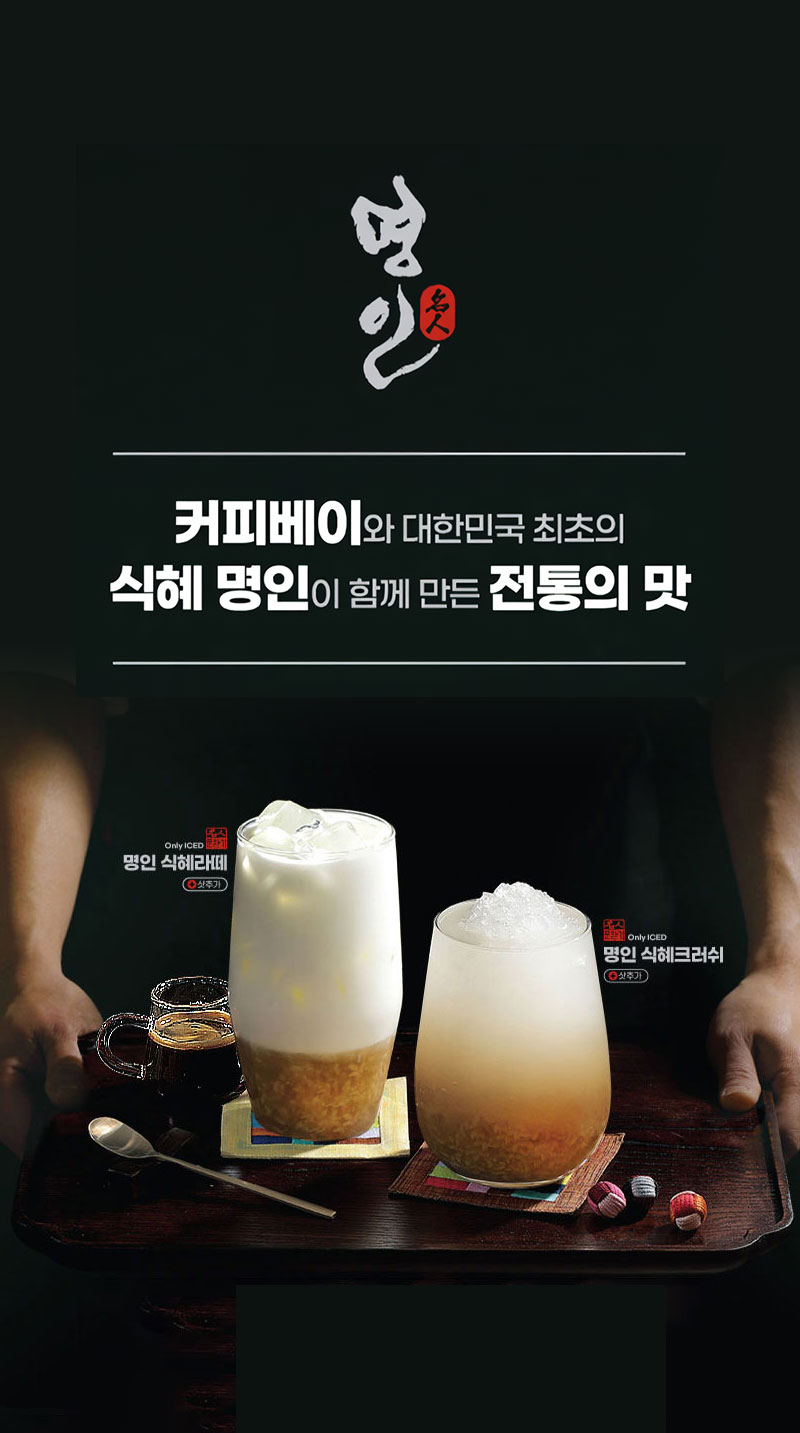 명인
名人
커피베이와 대한민국 최초의
식혜 명인이 함께 만든 전통의 맛
Only ICED
명인 식혜라떼
+샷추가
Only ICED
명인 식혜크러쉬
+샷추가